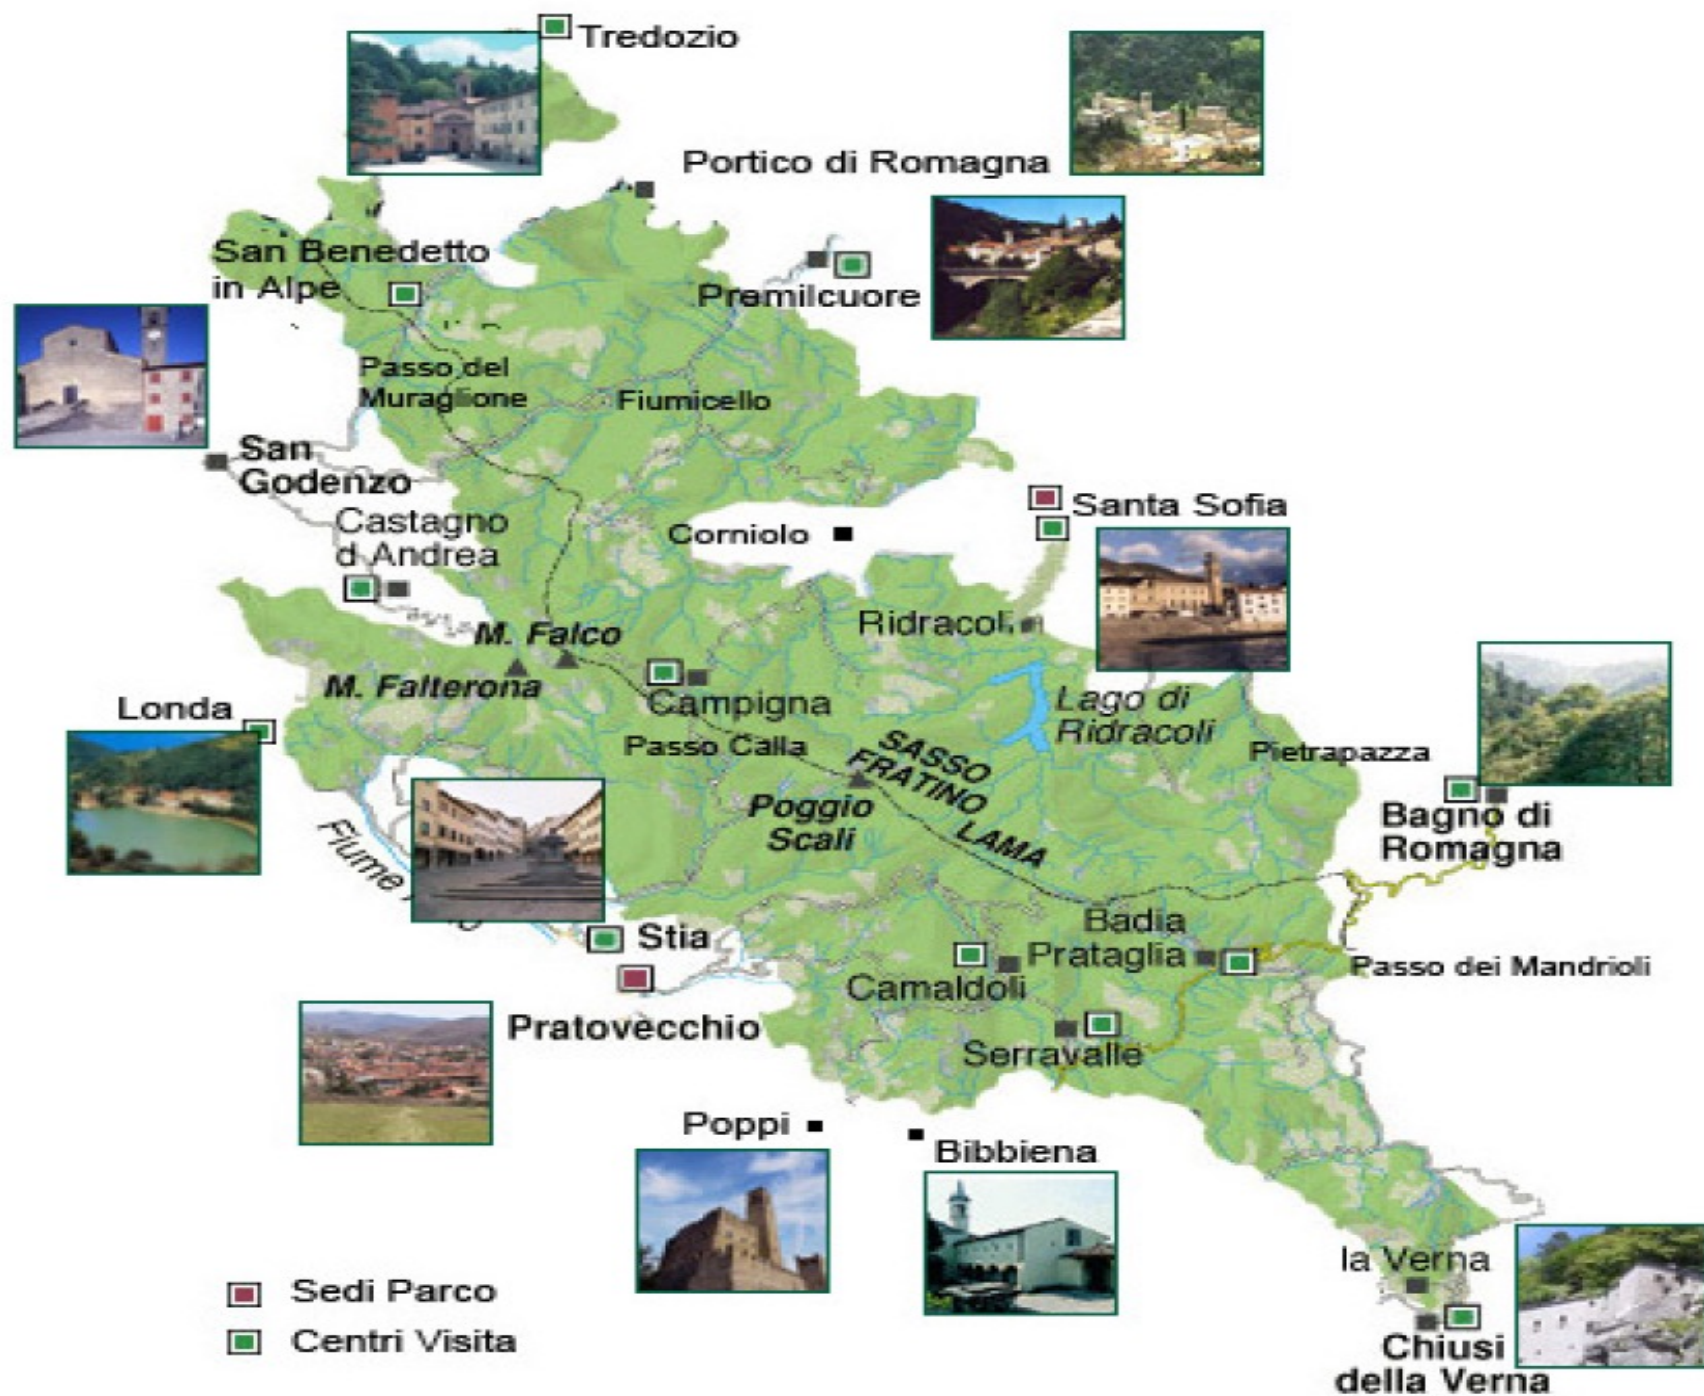 Tredozio
Portico di Romagna
San Benedetto
in Alpe
Premilcuore
Passo del
Muraglione
Fiumicello
San
Godenzo
Castagno
d Andrea
Corniolo
Santa Sofia
Ridracoli
M. Falco
M. Falterona
Campigna
Londa
Lago di
Ridracoli
Passo Calla
SASSO
FRATINO
LAMA
Pietrapazza
Poggio
Scali
Bagno di
Romagna
Fiume
Stia
Badia
Prataglia
Passo dei Mandrioli
Camaldoli
Pratovecchio
Serravalle
Poppi
Bibbiena
la Verna
Chiusi
della Verna
Sedi Parco
Centri Visita